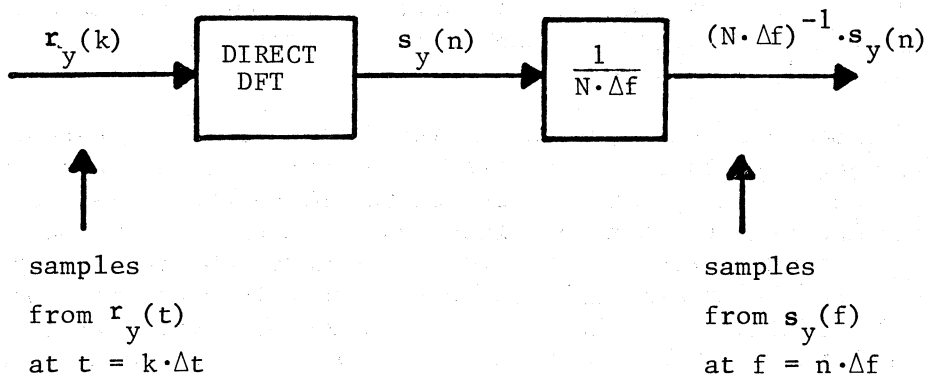 r_y(k)
DIRECT
DFT
s_y(n)
1
N·Δf
(N·Δf)^-1·s_y(n)
samples
from r_y(t)
at t = k·Δt
samples
from s_y(f)
at f = n·Δf